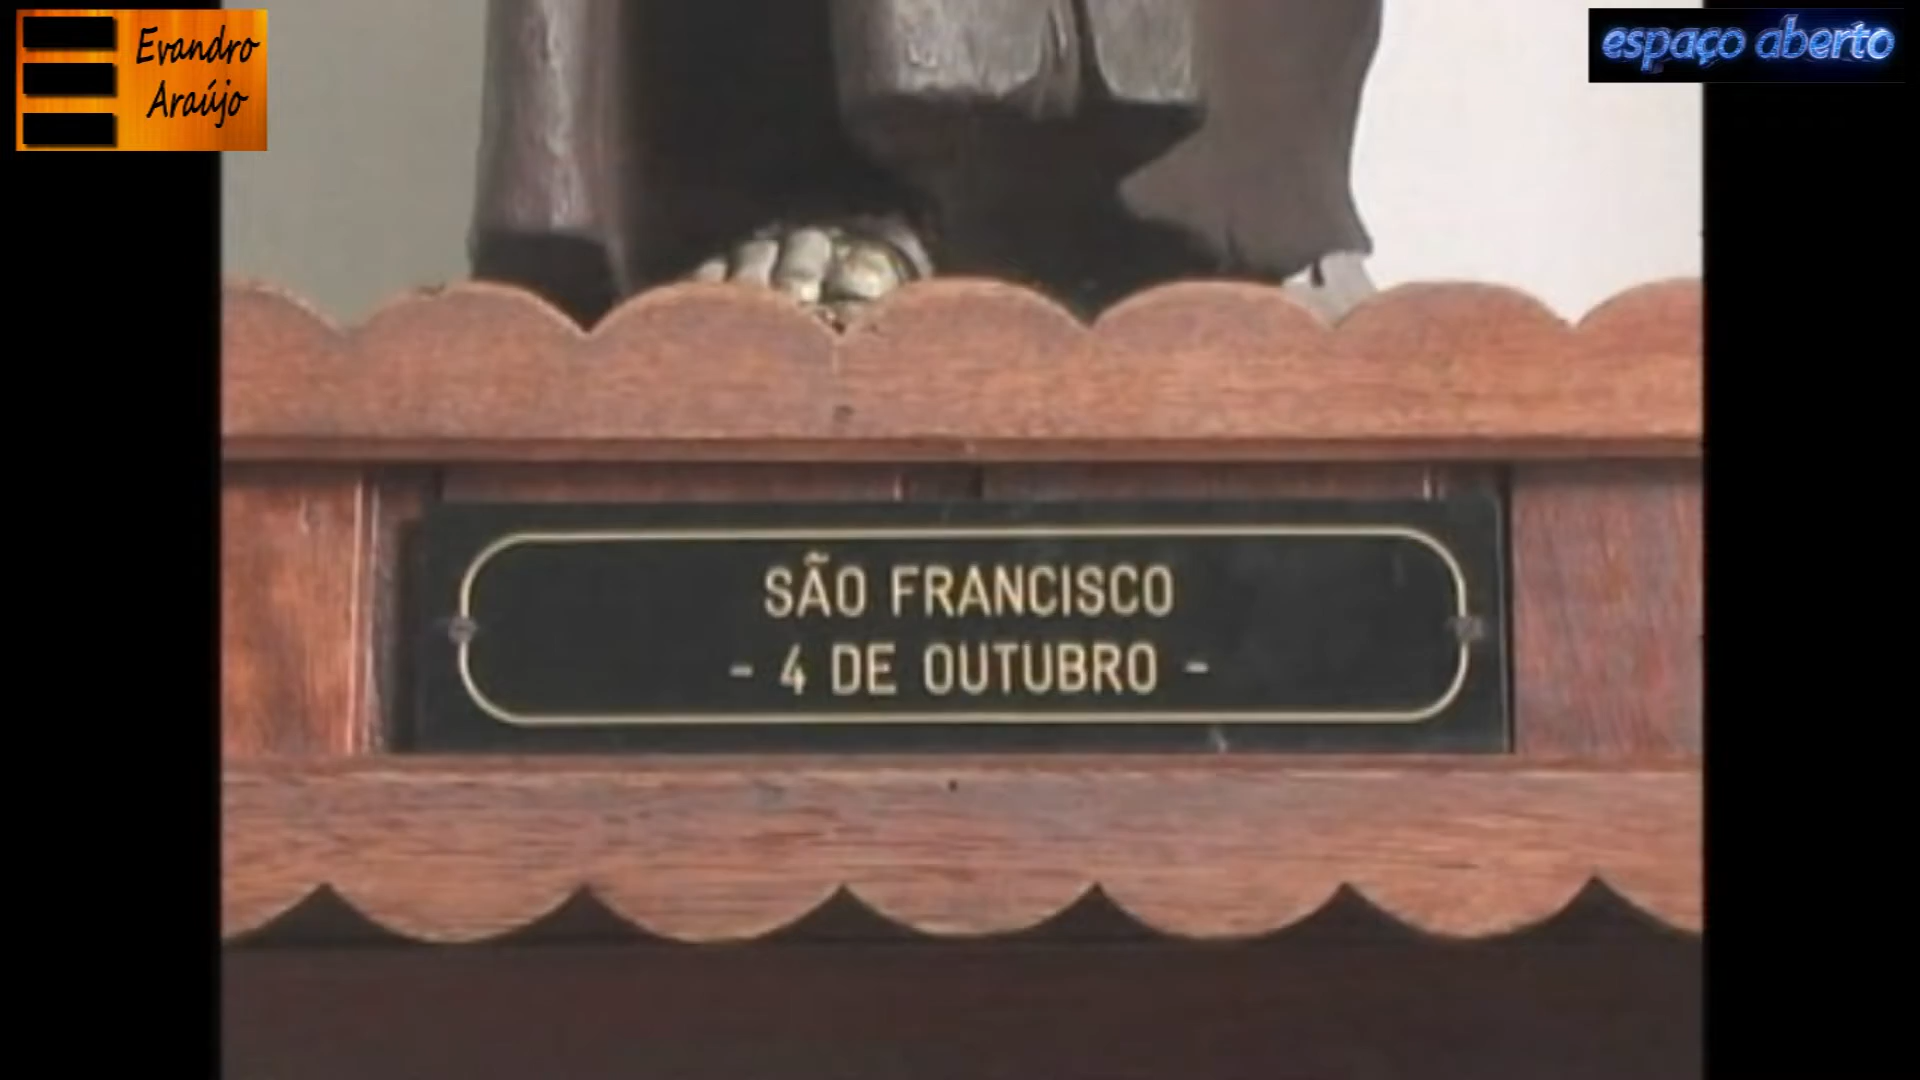 Evandro
Araújo
espaço aberto
SÃO FRANCISCO
- 4 DE OUTUBRO -